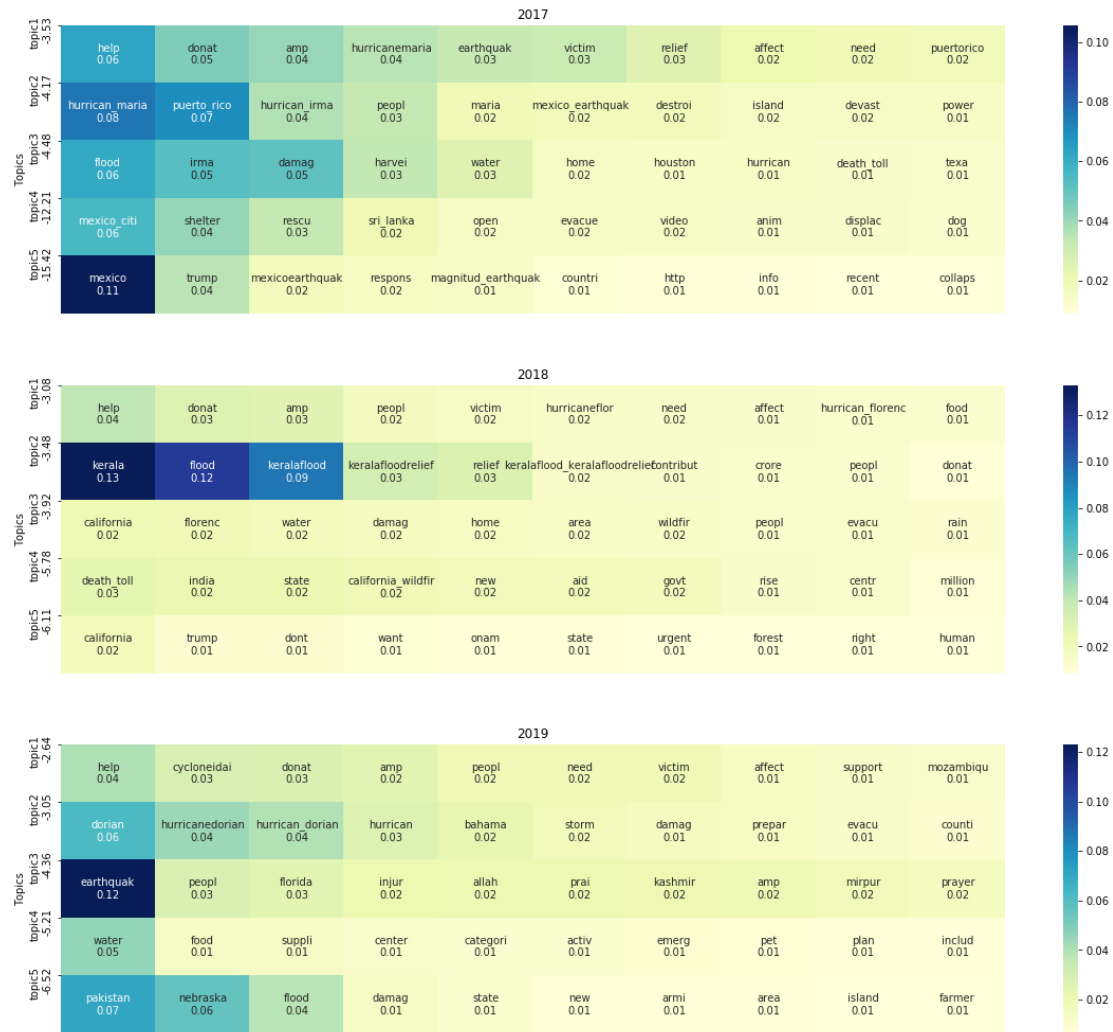 2017
topic1
-3.53
help donat amp hurricanemaria earthquak victim relief affect need puertorico
0.06 0.05 0.04 0.04 0.03 0.03 0.03 0.02 0.02 0.02
topic2
-4.17
hurrican_maria puerto_rico hurrican_irma peopl maria mexico_earthquak destroi island devast power
0.08 0.07 0.04 0.03 0.02 0.02 0.02 0.02 0.02 0.01
topic3
-4.48
flood irma damag harvei water home houston hurrican death_toll texa
0.06 0.05 0.05 0.03 0.03 0.02 0.01 0.01 0.01 0.01
Topics
topic4
-12.21
mexico_citi shelter rescu sri_lanka open evacue video anim displac dog
0.06 0.04 0.03 0.02 0.02 0.02 0.02 0.01 0.01 0.01
topic5
-15.42
mexico trump mexicoearthquak respons magnitud_earthquak countri http info recent collaps
0.11 0.04 0.02 0.02 0.01 0.01 0.01 0.01 0.01 0.01
0.10
0.08
0.06
0.04
0.02
2018
topic1
-3.08
help donat amp peopl victim hurricaneflor need affect hurrican_florenc food
0.04 0.03 0.03 0.02 0.02 0.02 0.02 0.02 0.01 0.01
topic2
-3.48
kerala flood keralaflood keralafloodrelief relief keralaflood_keralafloodrelief contribut crore peopl donat
0.13 0.12 0.09 0.03 0.03 0.02 0.01 0.01 0.01 0.01
topic3
-3.92
california florenc water damag home area wildfir peopl evacu rain
0.02 0.02 0.02 0.02 0.02 0.02 0.02 0.01 0.01 0.01
Topics
topic4
-5.78
death_toll india state california_wildfir new aid govt rise centr million
0.03 0.02 0.02 0.02 0.02 0.02 0.02 0.01 0.01 0.01
topic5
-6.11
california trump dont want onam state urgent forest right human
0.02 0.01 0.01 0.01 0.01 0.01 0.01 0.01 0.01 0.01
0.12
0.10
0.08
0.06
0.04
0.02
2019
topic1
-2.64
help cycloneidai donat amp peopl need victim affect support mozambiqu
0.04 0.03 0.03 0.02 0.02 0.02 0.02 0.01 0.01 0.01
topic2
-3.05
dorian hurricanedorian hurrican_dorian hurrican bahama storm damag prepar evacu counti
0.06 0.04 0.04 0.03 0.02 0.02 0.01 0.01 0.01 0.01
topic3
-4.36
earthquak peopl florida injur allah prai kashmir amp mirpur prayer
0.12 0.03 0.03 0.02 0.02 0.02 0.02 0.02 0.02 0.02
Topics
topic4
-5.21
water food suppli center categori activ emerg pet plan includ
0.05 0.01 0.01 0.01 0.01 0.01 0.01 0.01 0.01 0.01
topic5
-6.52
pakistan nebraska flood damag state new armi area island farmer
0.07 0.06 0.04 0.01 0.01 0.01 0.01 0.01 0.01 0.01
0.12
0.10
0.08
0.06
0.04
0.02